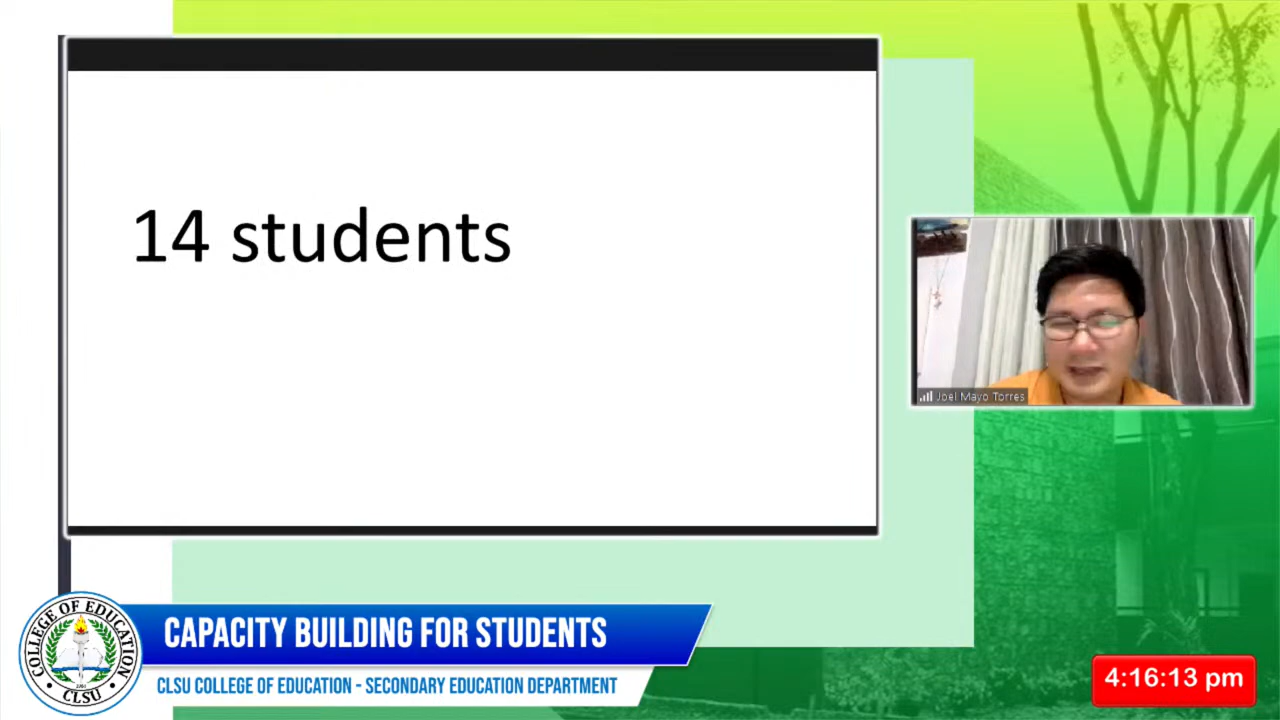 14 students
Joel Mayo Torres
COLLEGE OF EDUCATION
CLSU
CAPACITY BUILDING FOR STUDENTS
CLSU COLLEGE OF EDUCATION - SECONDARY EDUCATION DEPARTMENT
4:16:13 pm